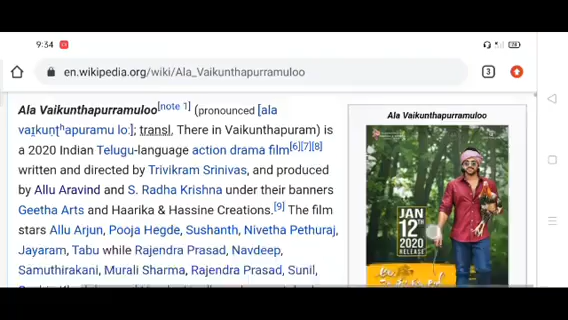 9:34
3
en.wikipedia.org/wiki/Ala_Vaikunthapurramuloo
Ala Vaikunthapurramuloo[note 1] (pronounced [ala
ʋaɪ̯kuɳʈʰapuramu loː]; transl. There in Vaikunthapuram) is
a 2020 Indian Telugu-language action drama film[6][7][8]
written and directed by Trivikram Srinivas, and produced
by Allu Aravind and S. Radha Krishna under their banners
Geetha Arts and Haarika & Hassine Creations.[9] The film
stars Allu Arjun, Pooja Hegde, Sushanth, Nivetha Pethuraj,
Jayaram, Tabu while Rajendra Prasad, Navdeep,
Samuthirakani, Murali Sharma, Rajendra Prasad, Sunil,
Ala Vaikunthapurramuloo
JAN
12TH
2020
RELEASE